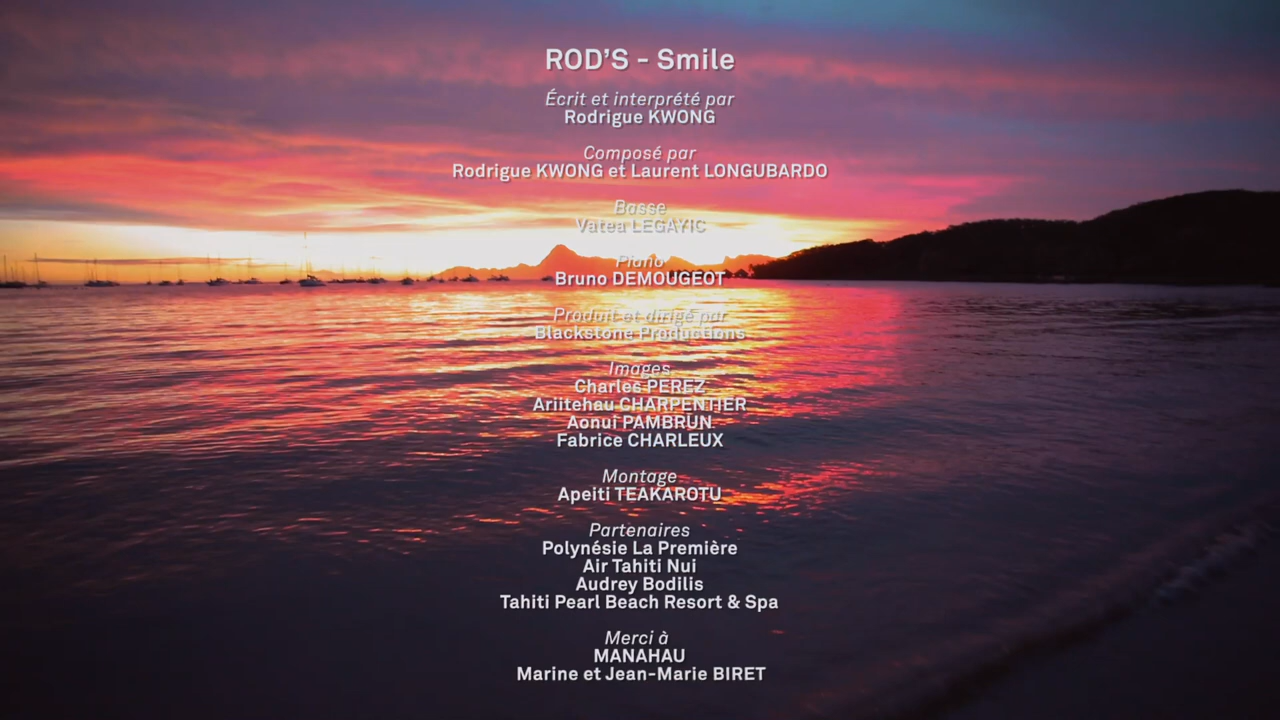 ROD'S - Smile
Écrit et interprété par
Rodrigue KWONG
Composé par
Rodrigue KWONG et Laurent LONGUBARDO
Basse
Vatea LEGAYIC
Piano
Bruno DEMOUGEOT
Produit et dirigé par
Blackstone Productions
Images
Charles PEREZ
Ariitehau CHARPENTIER
Aonui PAMBRUN
Fabrice CHARLEUX
Montage
Apeiti TEAKAROTU
Partenaires
Polynésie La Première
Air Tahiti Nui
Audrey Bodilis
Tahiti Pearl Beach Resort & Spa
Merci à
MANAHAU
Marine et Jean-Marie BIRET